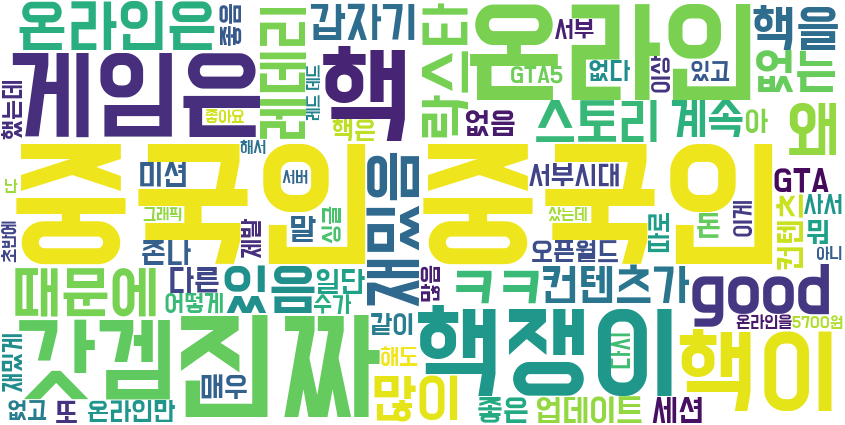 온라인은
좋음
레데리
갑자기
락스타
온라인
서부
핵을
했는데
게임은
핵
레드 데드
GTA5
없다
이상
있고
없는
좋아요
핵은
없음
스토리
계속
아
왜
해서
난
중국인 중국인
미션
서버
재밌음
서부시대
GTA
그래픽
말
싱글
샀는데
돈
이게
컨텐츠
사서
초반에
존나
제발
오픈월드
따로
뭐
아니
때문에
다른
있음
일단
많음
ㅋㅋ
컨텐츠가
good
어떻게
수가
재밌게
갓겜
진짜
같이
핵쟁이
다시
온라인을
5700원
핵이
해도
매우
많이
없고
또
온라인만
좋은
업데이트
세션